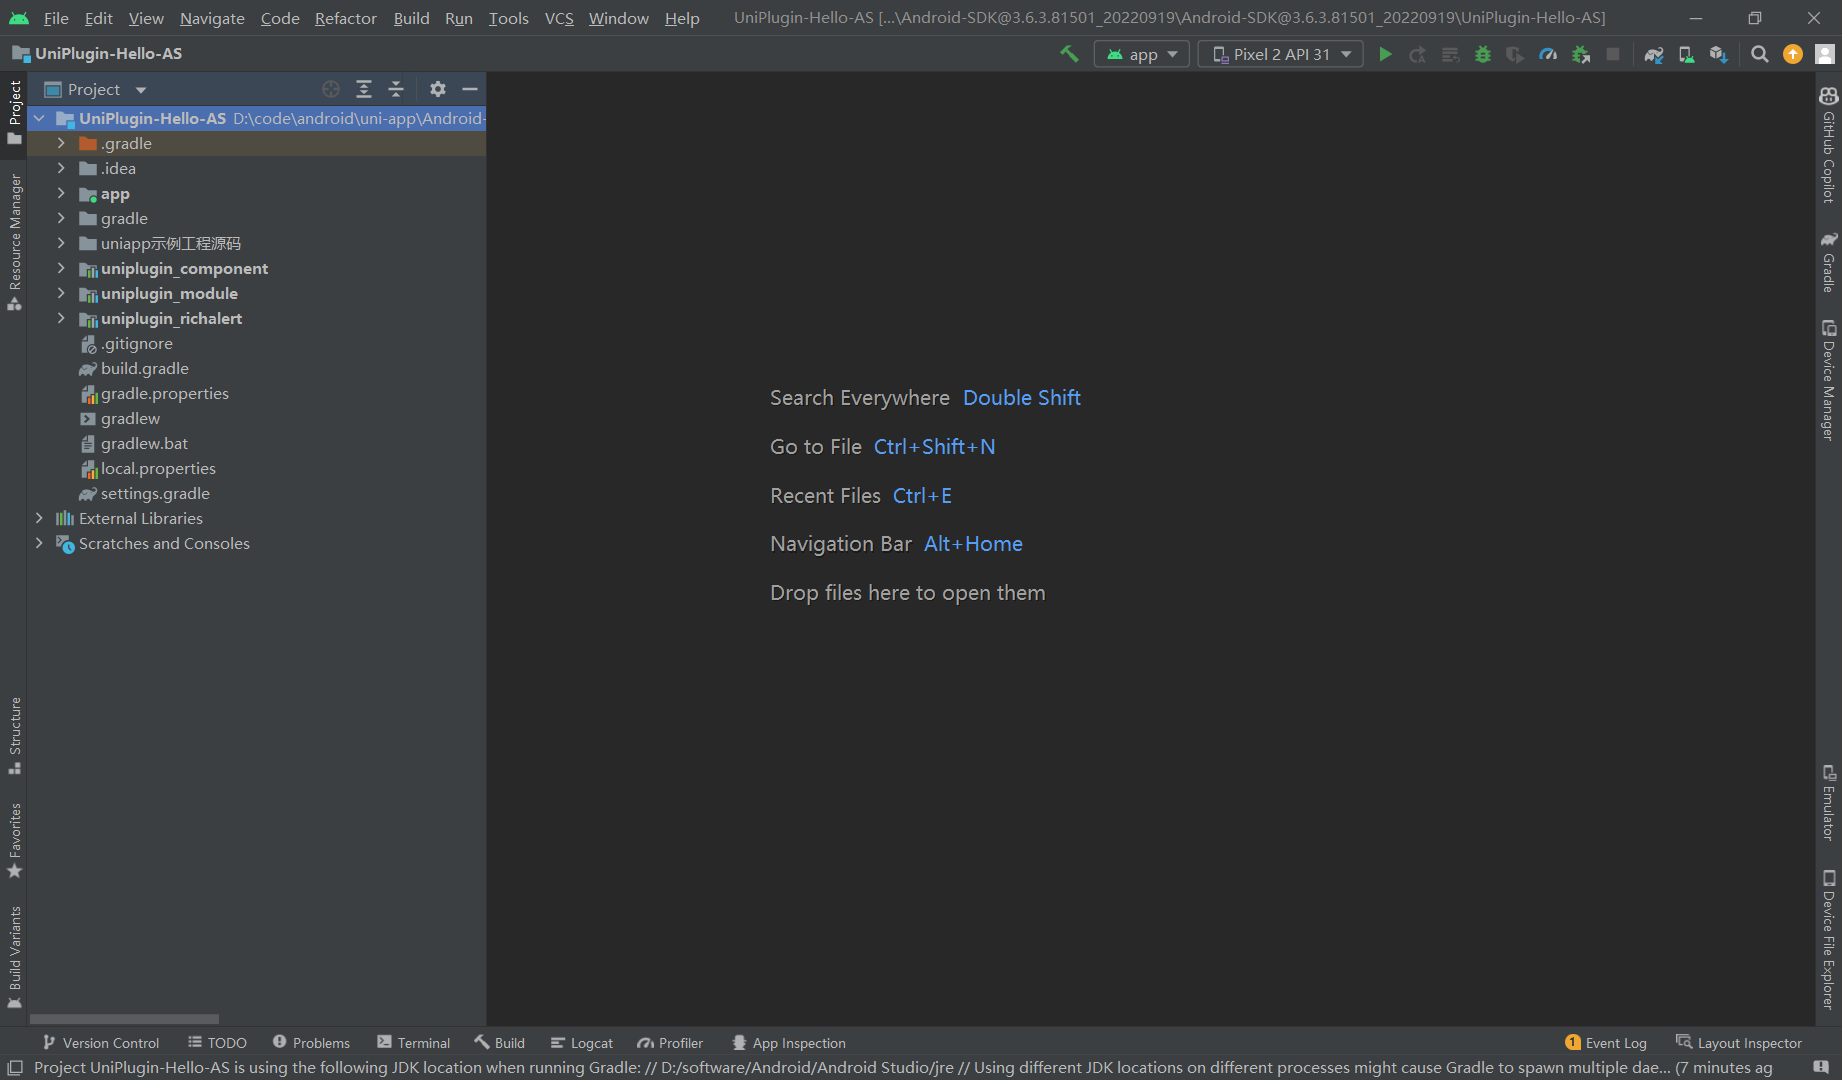 File Edit View Navigate Code Refactor Build Run Tools VCS Window Help UniPlugin-Hello-AS [...\Android-SDK@3.6.3.81501_20220919\Android-SDK@3.6.3.81501_20220919\UniPlugin-Hello-AS]
UniPlugin-Hello-AS app Pixel 2 API 31
Project
UniPlugin-Hello-AS D:\code\android\uni-app\Android-
.gradle
.idea
app
gradle
uniapp示例工程源码
uniplugin_component
uniplugin_module
uniplugin_richalert
.gitignore
build.gradle
gradle.properties
gradlew
gradlew.bat
local.properties
settings.gradle
External Libraries
Scratches and Consoles
Project
Resource Manager
Structure
Favorites
Build Variants
Search Everywhere Double Shift
Go to File Ctrl+Shift+N
Recent Files Ctrl+E
Navigation Bar Alt+Home
Drop files here to open them
GitHub Copilot
Gradle
Device Manager
Emulator
Device File Explorer
Version Control TODO Problems Terminal Build Logcat Profiler App Inspection 1 Event Log Layout Inspector
Project UniPlugin-Hello-AS is using the following JDK location when running Gradle: // D:/software/Android/Android Studio/jre // Using different JDK locations on different processes might cause Gradle to spawn multiple dae... (7 minutes ag